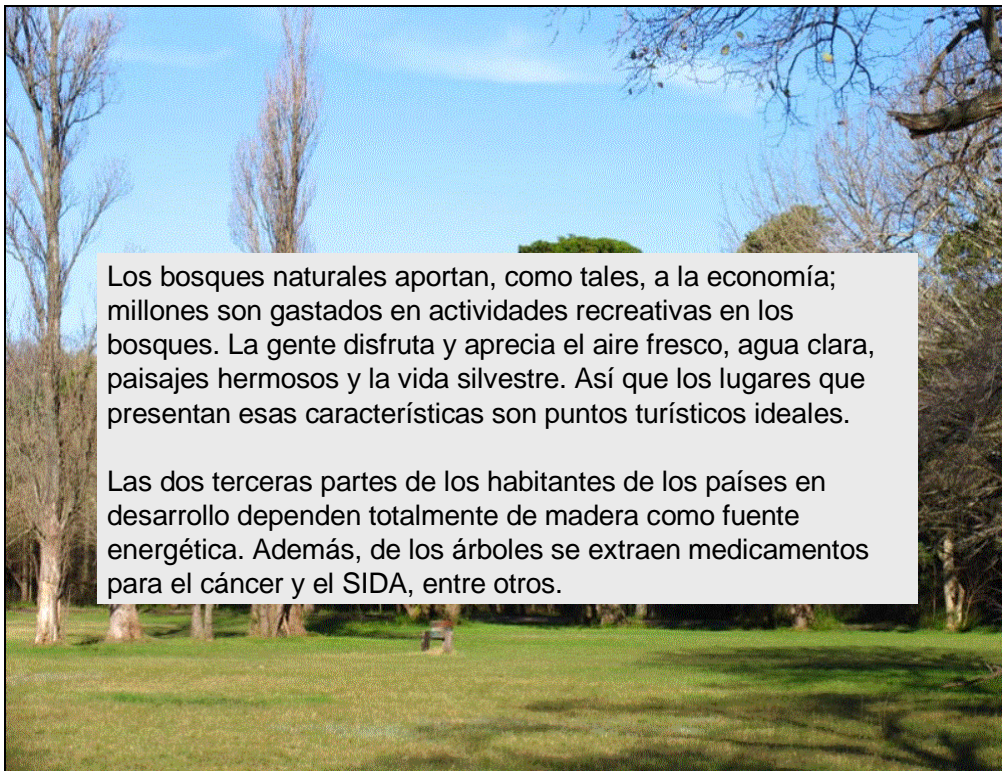 Los bosques naturales aportan, como tales, a la economía;
millones son gastados en actividades recreativas en los
bosques. La gente disfruta y aprecia el aire fresco, agua clara,
paisajes hermosos y la vida silvestre. Así que los lugares que
presentan esas características son puntos turísticos ideales.
Las dos terceras partes de los habitantes de los países en
desarrollo dependen totalmente de madera como fuente
energética. Además, de los árboles se extraen medicamentos
para el cáncer y el SIDA, entre otros.